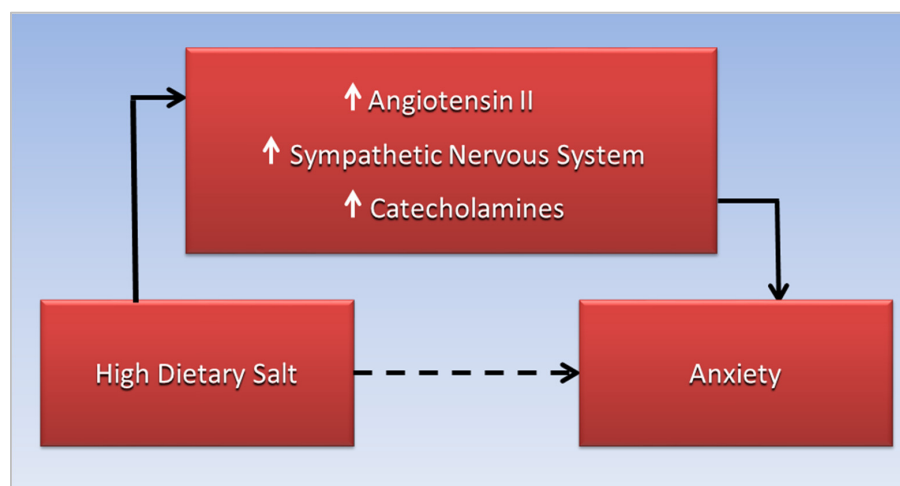 ↑ Angiotensin II
↑ Sympathetic Nervous System
↑ Catecholamines
High Dietary Salt
Anxiety